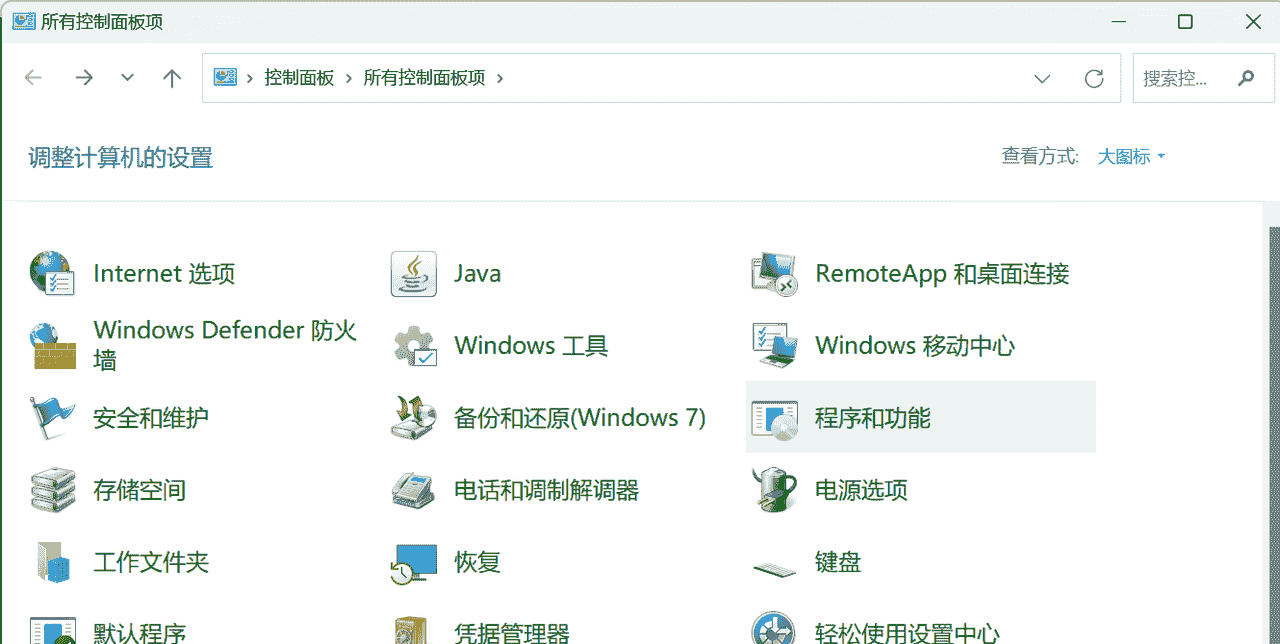 所有控制面板项
控制面板 › 所有控制面板项 ›
搜索控...
调整计算机的设置
查看方式: 大图标
Internet 选项
Java
RemoteApp 和桌面连接
Windows Defender 防火
墙
Windows 工具
Windows 移动中心
安全和维护
备份和还原(Windows 7)
程序和功能
存储空间
电话和调制解调器
电源选项
工作文件夹
恢复
键盘
默认程序
凭据管理器
轻松使用设置中心